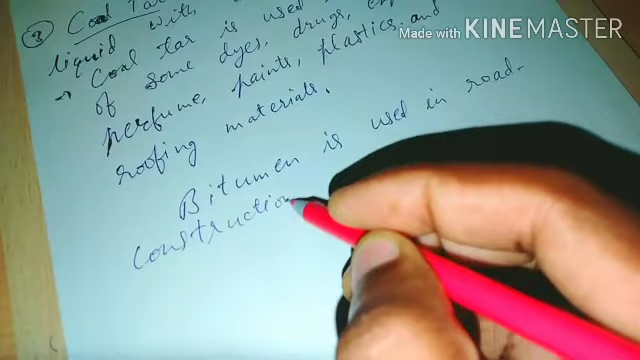 ③ Coal Tar
liquid with
→ Coal tar is used
of some dyes, drugs,
perfume, paints, plastics, and
roofing materials.
Bitumen is used in road-
construction
Made with KINEMASTER